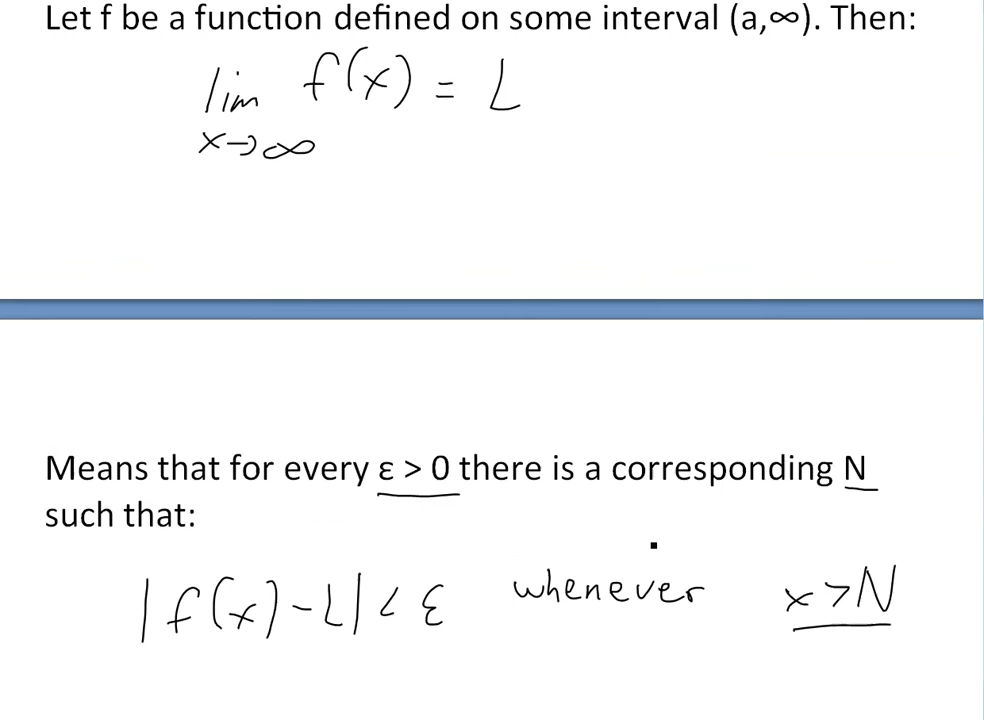 Let f be a function defined on some interval (a,∞). Then:
lim f(x) = L
x→∞
Means that for every ε > 0 there is a corresponding N
such that:
|f(x)-L| < ε whenever x>N